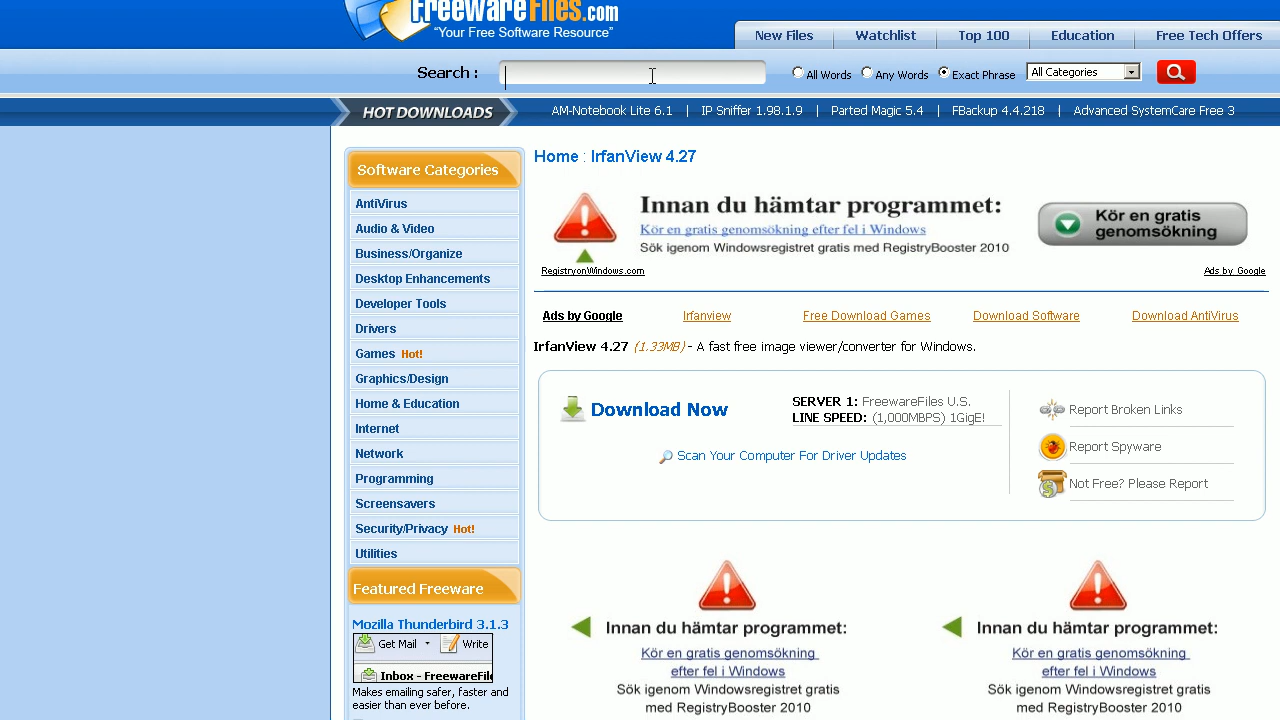 FreewareFiles.com
"Your Free Software Resource"
New Files
Watchlist
Top 100
Education
Free Tech Offers
Search :
All Words
Any Words
Exact Phrase
All Categories
HOT DOWNLOADS
AM-Notebook Lite 6.1 | IP Sniffer 1.98.1.9 | Parted Magic 5.4 | FBackup 4.4.218 | Advanced SystemCare Free 3
Software Categories
AntiVirus
Audio & Video
Business/Organize
Desktop Enhancements
Developer Tools
Drivers
Games Hot!
Graphics/Design
Home & Education
Internet
Network
Programming
Screensavers
Security/Privacy Hot!
Utilities
Featured Freeware
Mozilla Thunderbird 3.1.3
Get Mail
Write
Inbox - FreewareFile
Makes emailing safer, faster and
easier than ever before.
Home : IrfanView 4.27
Innan du hämtar programmet:
Kör en gratis genomsökning efter fel i Windows
Sök igenom Windowsregistret gratis med RegistryBooster 2010
Kör en gratis
genomsökning
RegistryonWindows.com
Ads by Google
Ads by Google
Irfanview
Free Download Games
Download Software
Download AntiVirus
IrfanView 4.27 (1.33MB) - A fast free image viewer/converter for Windows.
Download Now
SERVER 1: FreewareFiles U.S.
LINE SPEED: (1,000MBPS) 1GigE!
Scan Your Computer For Driver Updates
Report Broken Links
Report Spyware
Not Free? Please Report
Innan du hämtar programmet:
Kör en gratis genomsökning
efter fel i Windows
Sök igenom Windowsregistret gratis
med RegistryBooster 2010
Innan du hämtar programmet:
Kör en gratis genomsökning
efter fel i Windows
Sök igenom Windowsregistret gratis
med RegistryBooster 2010